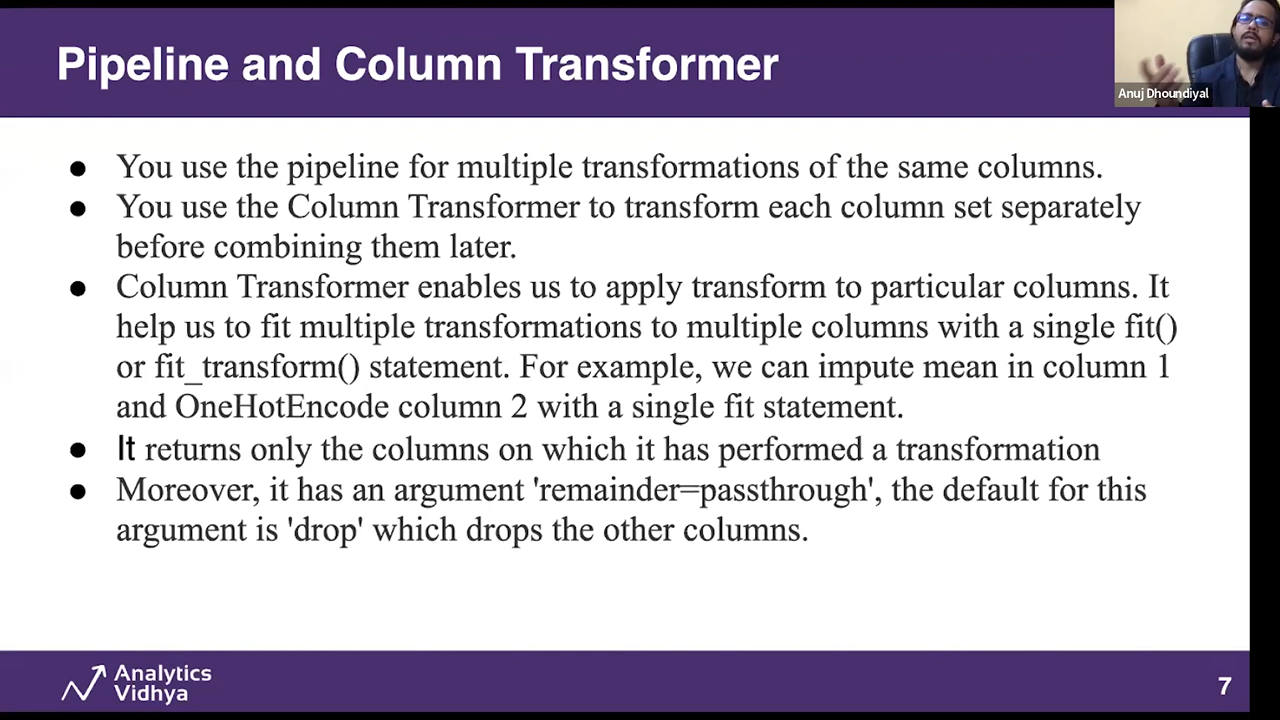 Pipeline and Column Transformer
Anuj Dhoundiyal
● You use the pipeline for multiple transformations of the same columns.
● You use the Column Transformer to transform each column set separately
before combining them later.
● Column Transformer enables us to apply transform to particular columns. It
help us to fit multiple transformations to multiple columns with a single fit()
or fit_transform() statement. For example, we can impute mean in column 1
and OneHotEncode column 2 with a single fit statement.
● It returns only the columns on which it has performed a transformation
● Moreover, it has an argument 'remainder=passthrough', the default for this
argument is 'drop' which drops the other columns.
Analytics
Vidhya
7